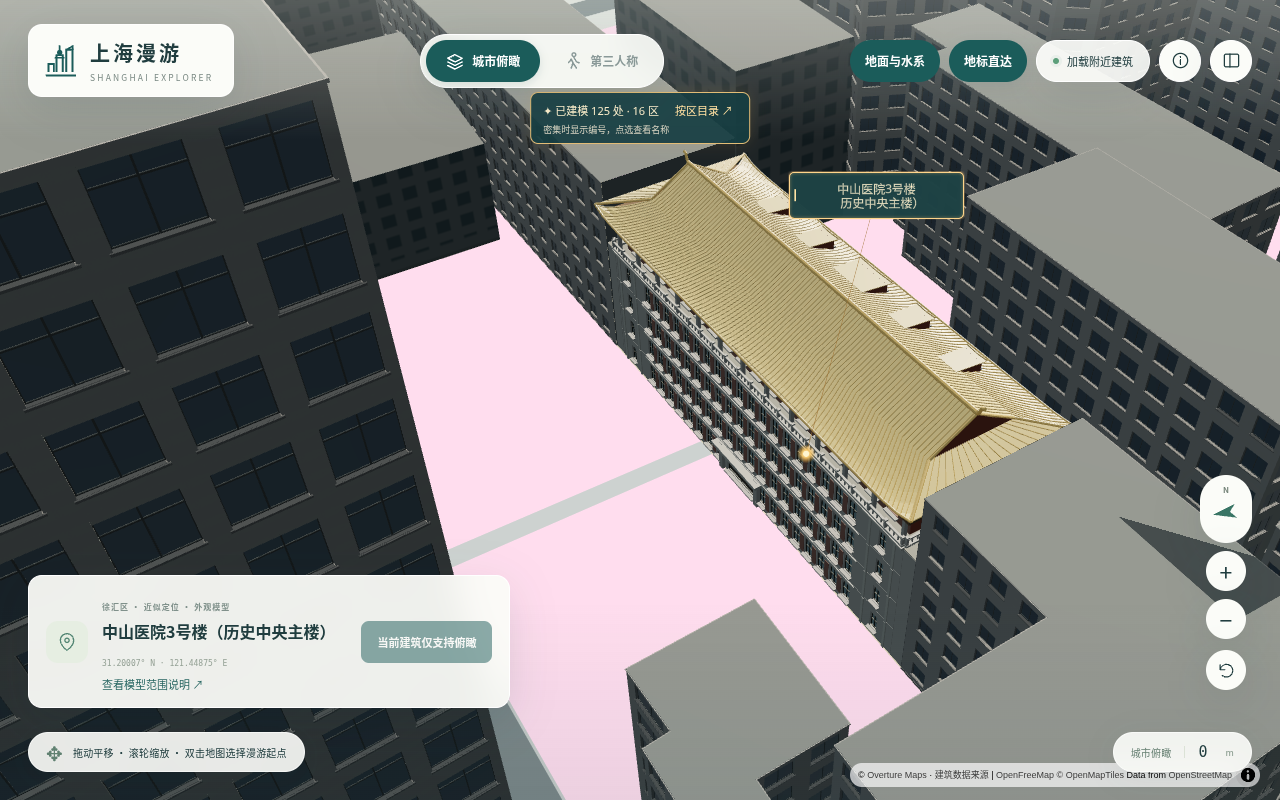 上海漫游
SHANGHAI EXPLORER
城市俯瞰
第三人称
地面与水系
地标直达
加载附近建筑
✦ 已建模 125 处 · 16 区 按区目录 ↗
密集时显示编号，点选查看名称
中山医院3号楼
历史中央主楼）
N
徐汇区 · 近似定位 · 外观模型
中山医院3号楼（历史中央主楼）
31.20007° N · 121.44875° E
查看模型范围说明 ↗
当前建筑仅支持俯瞰
拖动平移 · 滚轮缩放 · 双击地图选择漫游起点
城市俯瞰 0 m
© Overture Maps · 建筑数据来源 | OpenFreeMap © OpenMapTiles Data from OpenStreetMap